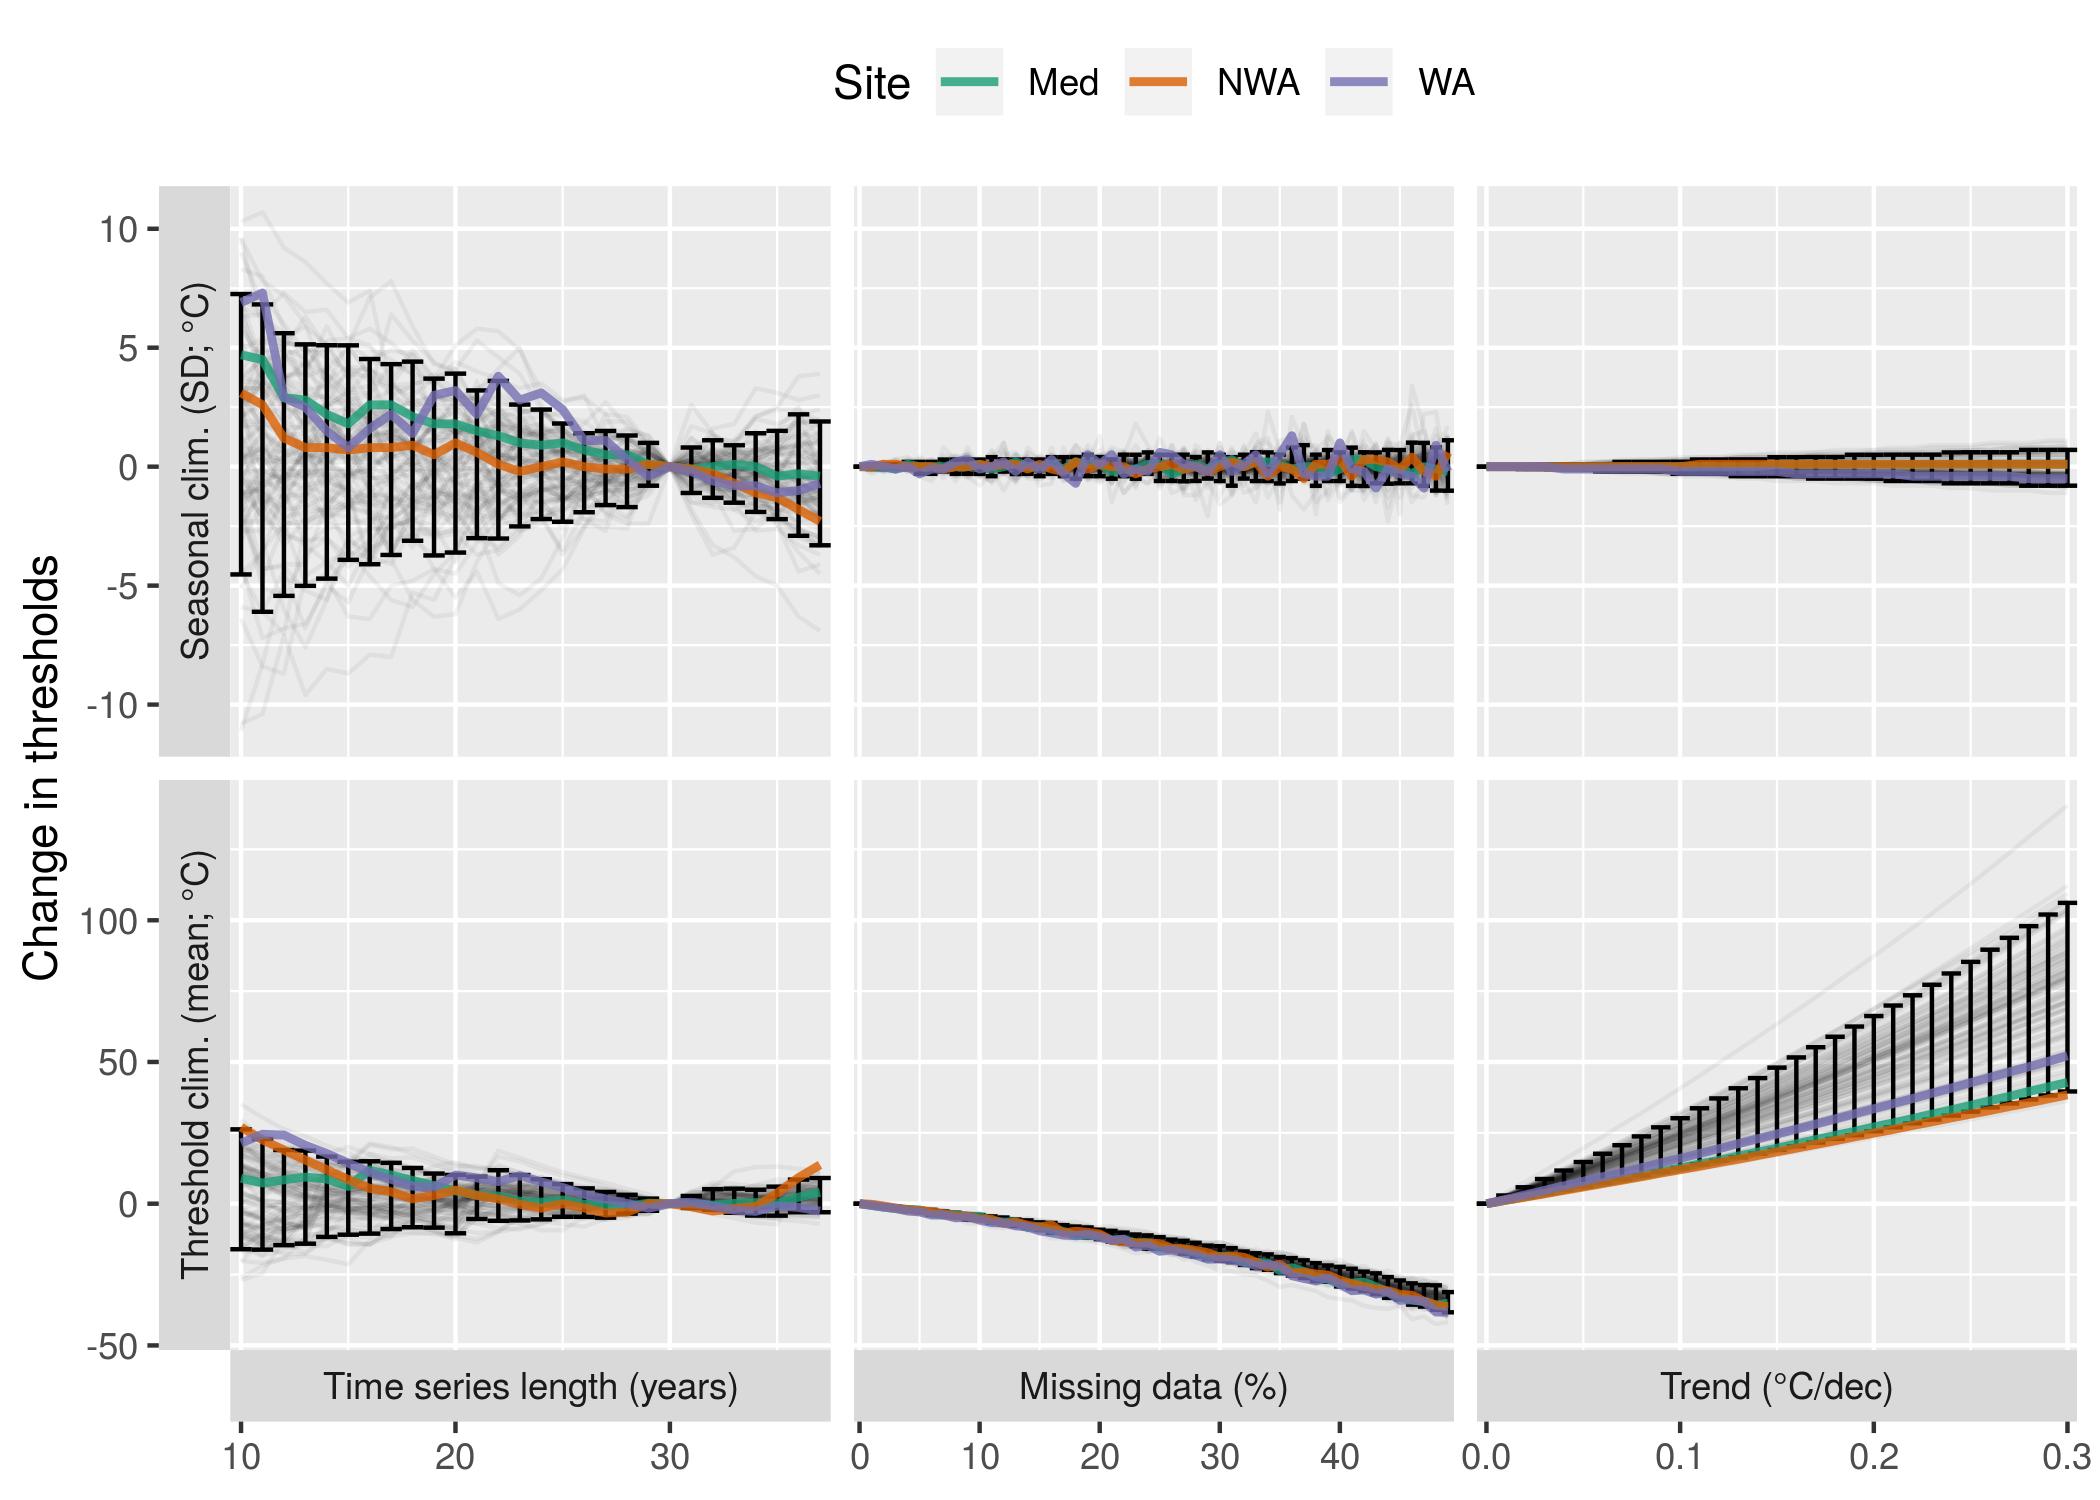 Site Med NWA WA
Change in thresholds
Seasonal clim. (SD; °C)
10
5
0
-5
-10
Threshold clim. (mean; °C)
100
50
0
-50
Time series length (years) Missing data (%) Trend (°C/dec)
10 20 30 0 10 20 30 40 0.0 0.1 0.2 0.3